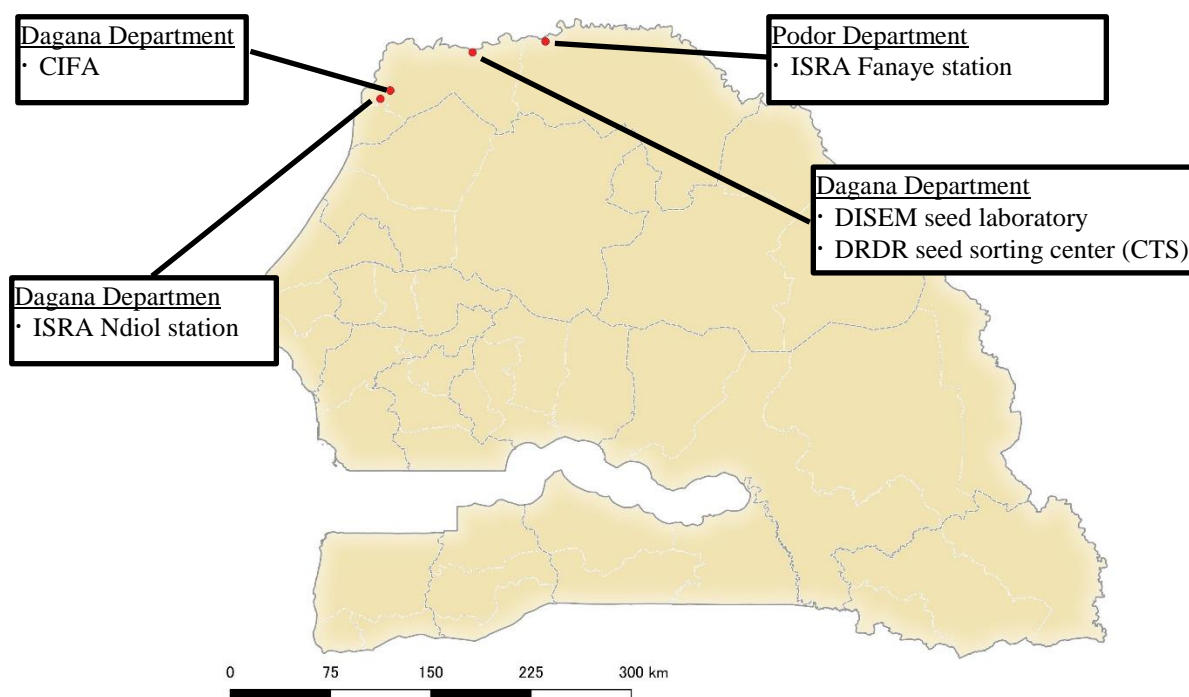 Dagana Department
・ CIFA
Podor Department
・ ISRA Fanaye station
Dagana Department
・ DISEM seed laboratory
・ DRDR seed sorting center (CTS)
Dagana Departmen
・ ISRA Ndiol station
0 75 150 225 300 km